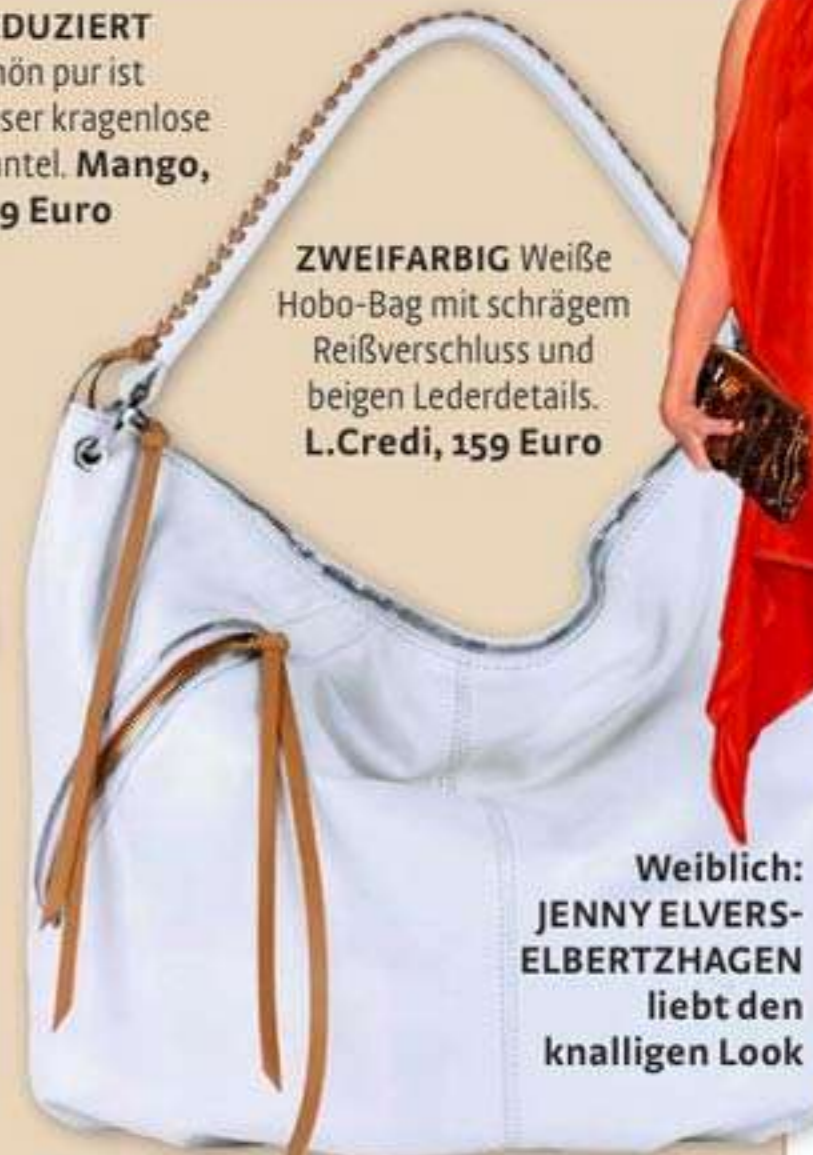 DUZIERT
hön pur ist
ser kragenlose
ntel. Mango,
9 Euro
ZWEIFARBIG Weiße
Hobo-Bag mit schrägem
Reißverschluss und
beigen Lederdetails.
L.Credi, 159 Euro
Weiblich:
JENNY ELVERS-
ELBERTZHAGEN
liebt den
knalligen Look